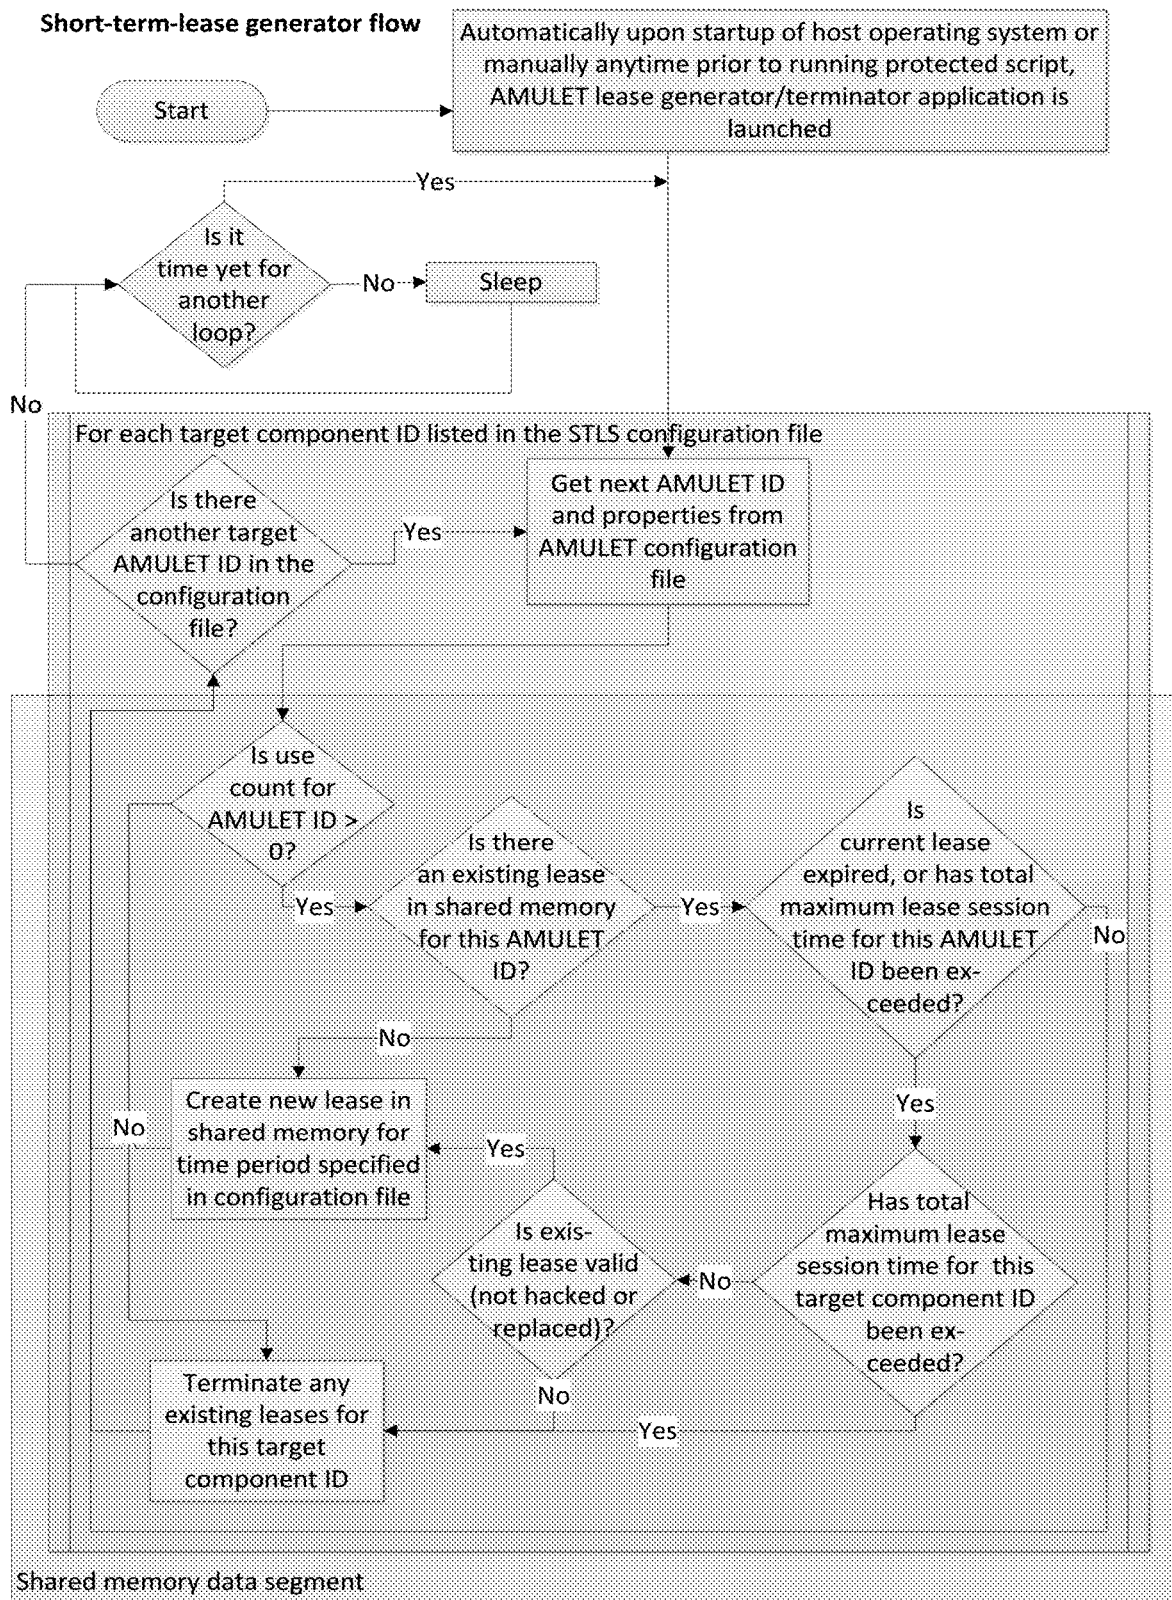 Short-term-lease generator flow
Automatically upon startup of host operating system or
manually anytime prior to running protected script,
AMULET lease generator/terminator application is
launched
Start
Yes
Is it
time yet for
another
loop?
No
Sleep
No
For each target component ID listed in the STLS configuration file
Is there
another target
AMULET ID in the
configuration
file?
Yes
Get next AMULET ID
and properties from
AMULET configuration
file
Is use
count for
AMULET ID >
0?
Yes
Is there
an existing lease
in shared memory
for this AMULET
ID?
Yes
Is
current lease
expired, or has total
maximum lease session
time for this AMULET
ID been ex-
ceeded?
No
No
Yes
Create new lease in
shared memory for
time period specified
in configuration file
No
Yes
Has total
maximum lease
session time for this
target component ID
been ex-
ceeded?
No
Is exis-
ting lease valid
(not hacked or
replaced)?
No
Yes
Terminate any
existing leases for
this target
component ID
Shared memory data segment